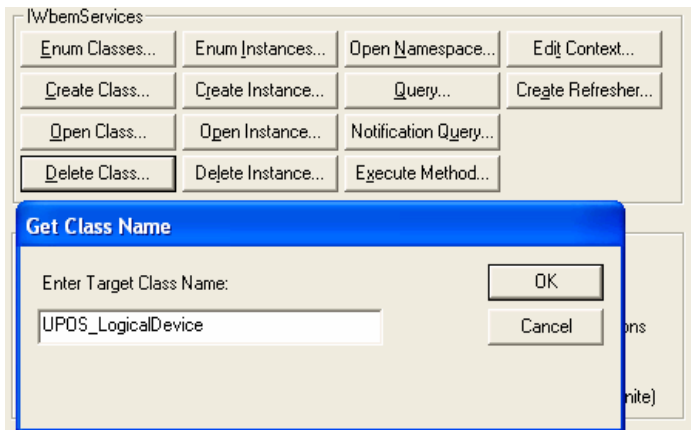 IWbemServices
Enum Classes... Enum Instances... Open Namespace... Edit Context...
Create Class... Create Instance... Query... Create Refresher...
Open Class... Open Instance... Notification Query...
Delete Class... Delete Instance... Execute Method...
Get Class Name
Enter Target Class Name: OK
UPOS_LogicalDevice Cancel
ons
nite)